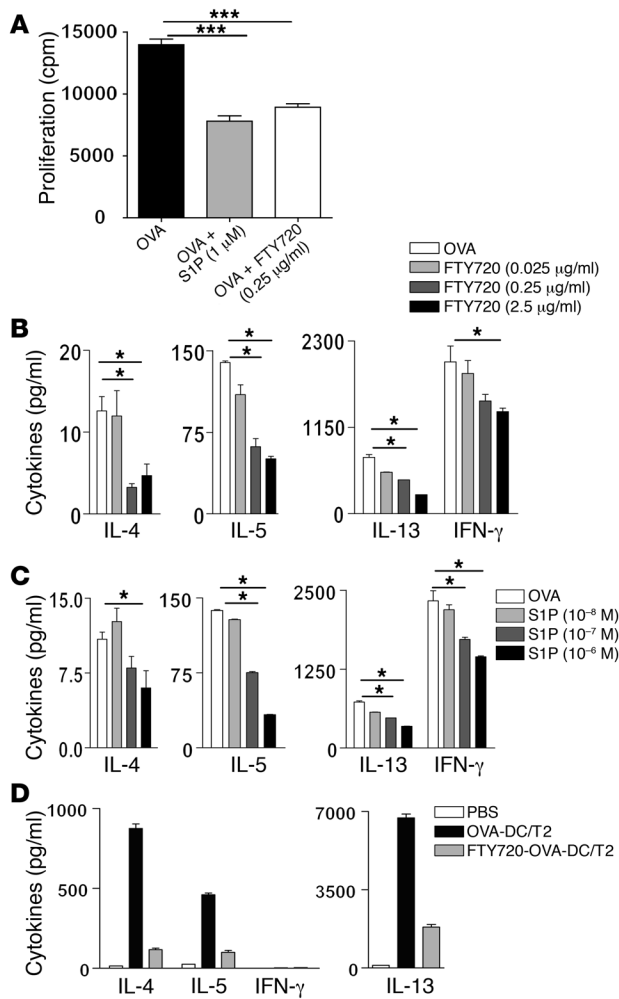 A
***
***
Proliferation (cpm)
15000
10000
5000
0
OVA
OVA +
S1P (1 μM)
OVA + FTY720
(0.25 μg/ml)
OVA
FTY720 (0.025 μg/ml)
FTY720 (0.25 μg/ml)
FTY720 (2.5 μg/ml)
B
Cytokines (pg/ml)
20
10
0
*
*
IL-4
150
75
0
*
*
IL-5
2300
1150
0
*
*
IL-13
*
IFN-γ
C
Cytokines (pg/ml)
15.0
7.5
0.0
*
IL-4
150
75
0
*
*
IL-5
2500
1250
0
*
*
IL-13
*
*
IFN-γ
OVA
S1P (10⁻⁸ M)
S1P (10⁻⁷ M)
S1P (10⁻⁶ M)
D
Cytokines (pg/ml)
1000
500
0
IL-4 IL-5 IFN-γ
7000
3500
0
IL-13
PBS
OVA-DC/T2
FTY720-OVA-DC/T2